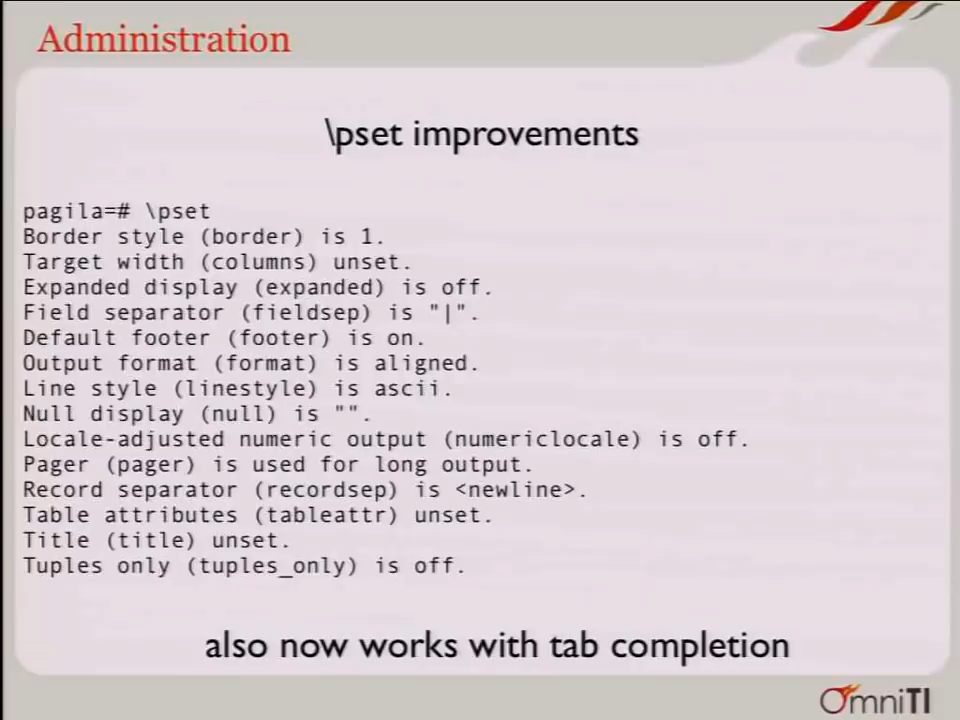 Administration
\pset improvements
pagila=# \pset
Border style (border) is 1.
Target width (columns) unset.
Expanded display (expanded) is off.
Field separator (fieldsep) is "|".
Default footer (footer) is on.
Output format (format) is aligned.
Line style (linestyle) is ascii.
Null display (null) is "".
Locale-adjusted numeric output (numericlocale) is off.
Pager (pager) is used for long output.
Record separator (recordsep) is <newline>.
Table attributes (tableattr) unset.
Title (title) unset.
Tuples only (tuples_only) is off.
also now works with tab completion
OmniTI